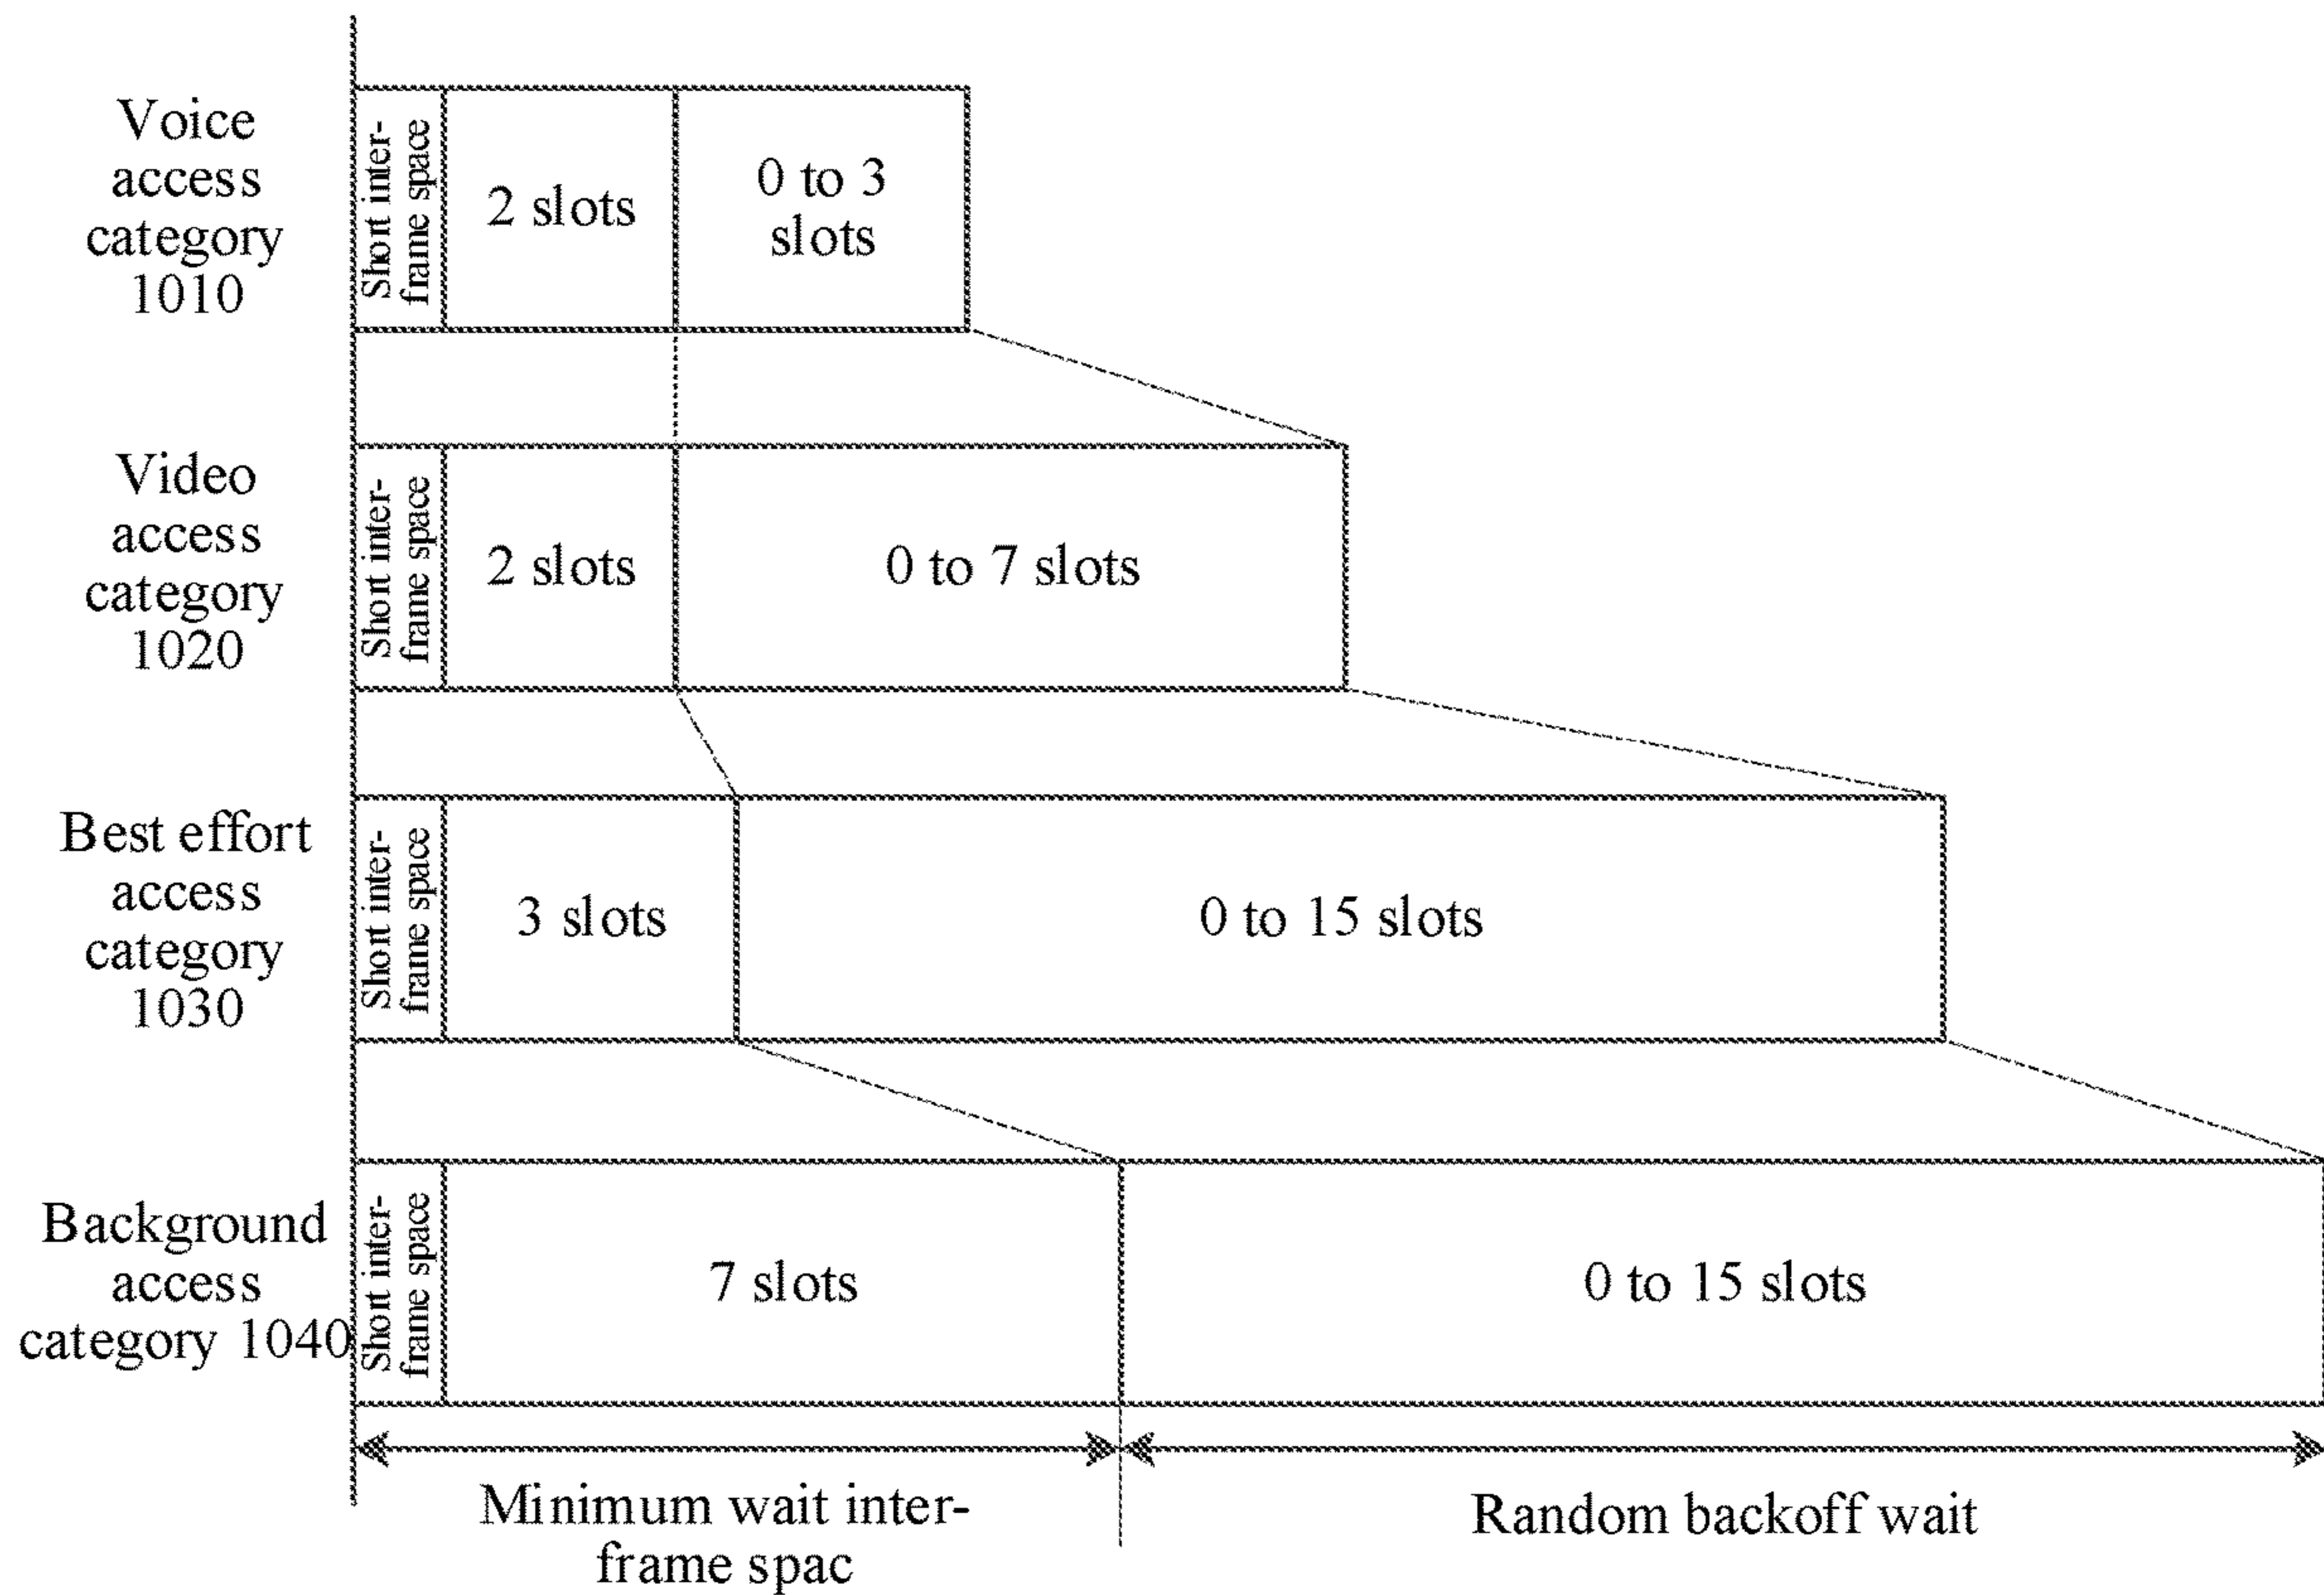 Voice
access
category
1010
Short inter-
frame space
2 slots
0 to 3
slots
Video
access
category
1020
Short inter-
frame space
2 slots
0 to 7 slots
Best effort
access
category
1030
Short inter-
frame space
3 slots
0 to 15 slots
Background
access
category 1040
Short inter-
frame space
7 slots
0 to 15 slots
Minimum wait inter-
frame spac
Random backoff wait